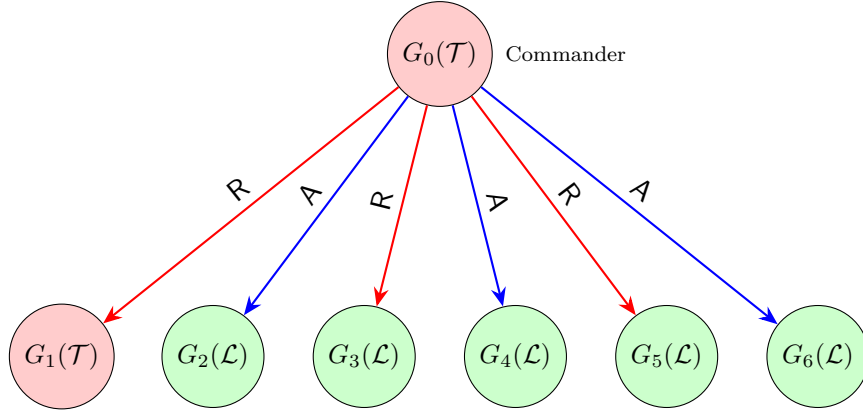 G₀(𝒯) Commander
R A R A R A
G₁(𝒯) G₂(ℒ) G₃(ℒ) G₄(ℒ) G₅(ℒ) G₆(ℒ)